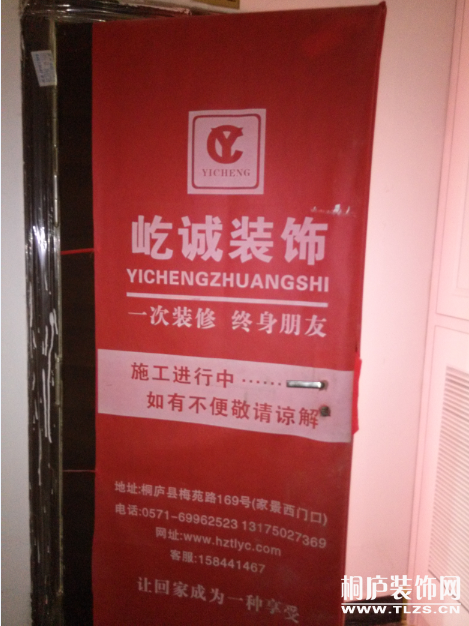 YC
YICHENG
屹诚装饰
YICHENGZHUANGSHI
一次装修 终身朋友
施工进行中……
如有不便敬请谅解
地址:桐庐县梅苑路169号(家景西门口)
电话:0571-69962523 13175027369
网址:www.hztlyc.com
客服:158441467
让回家成为一种享受
桐庐装饰网
WWW.TLZS.CN